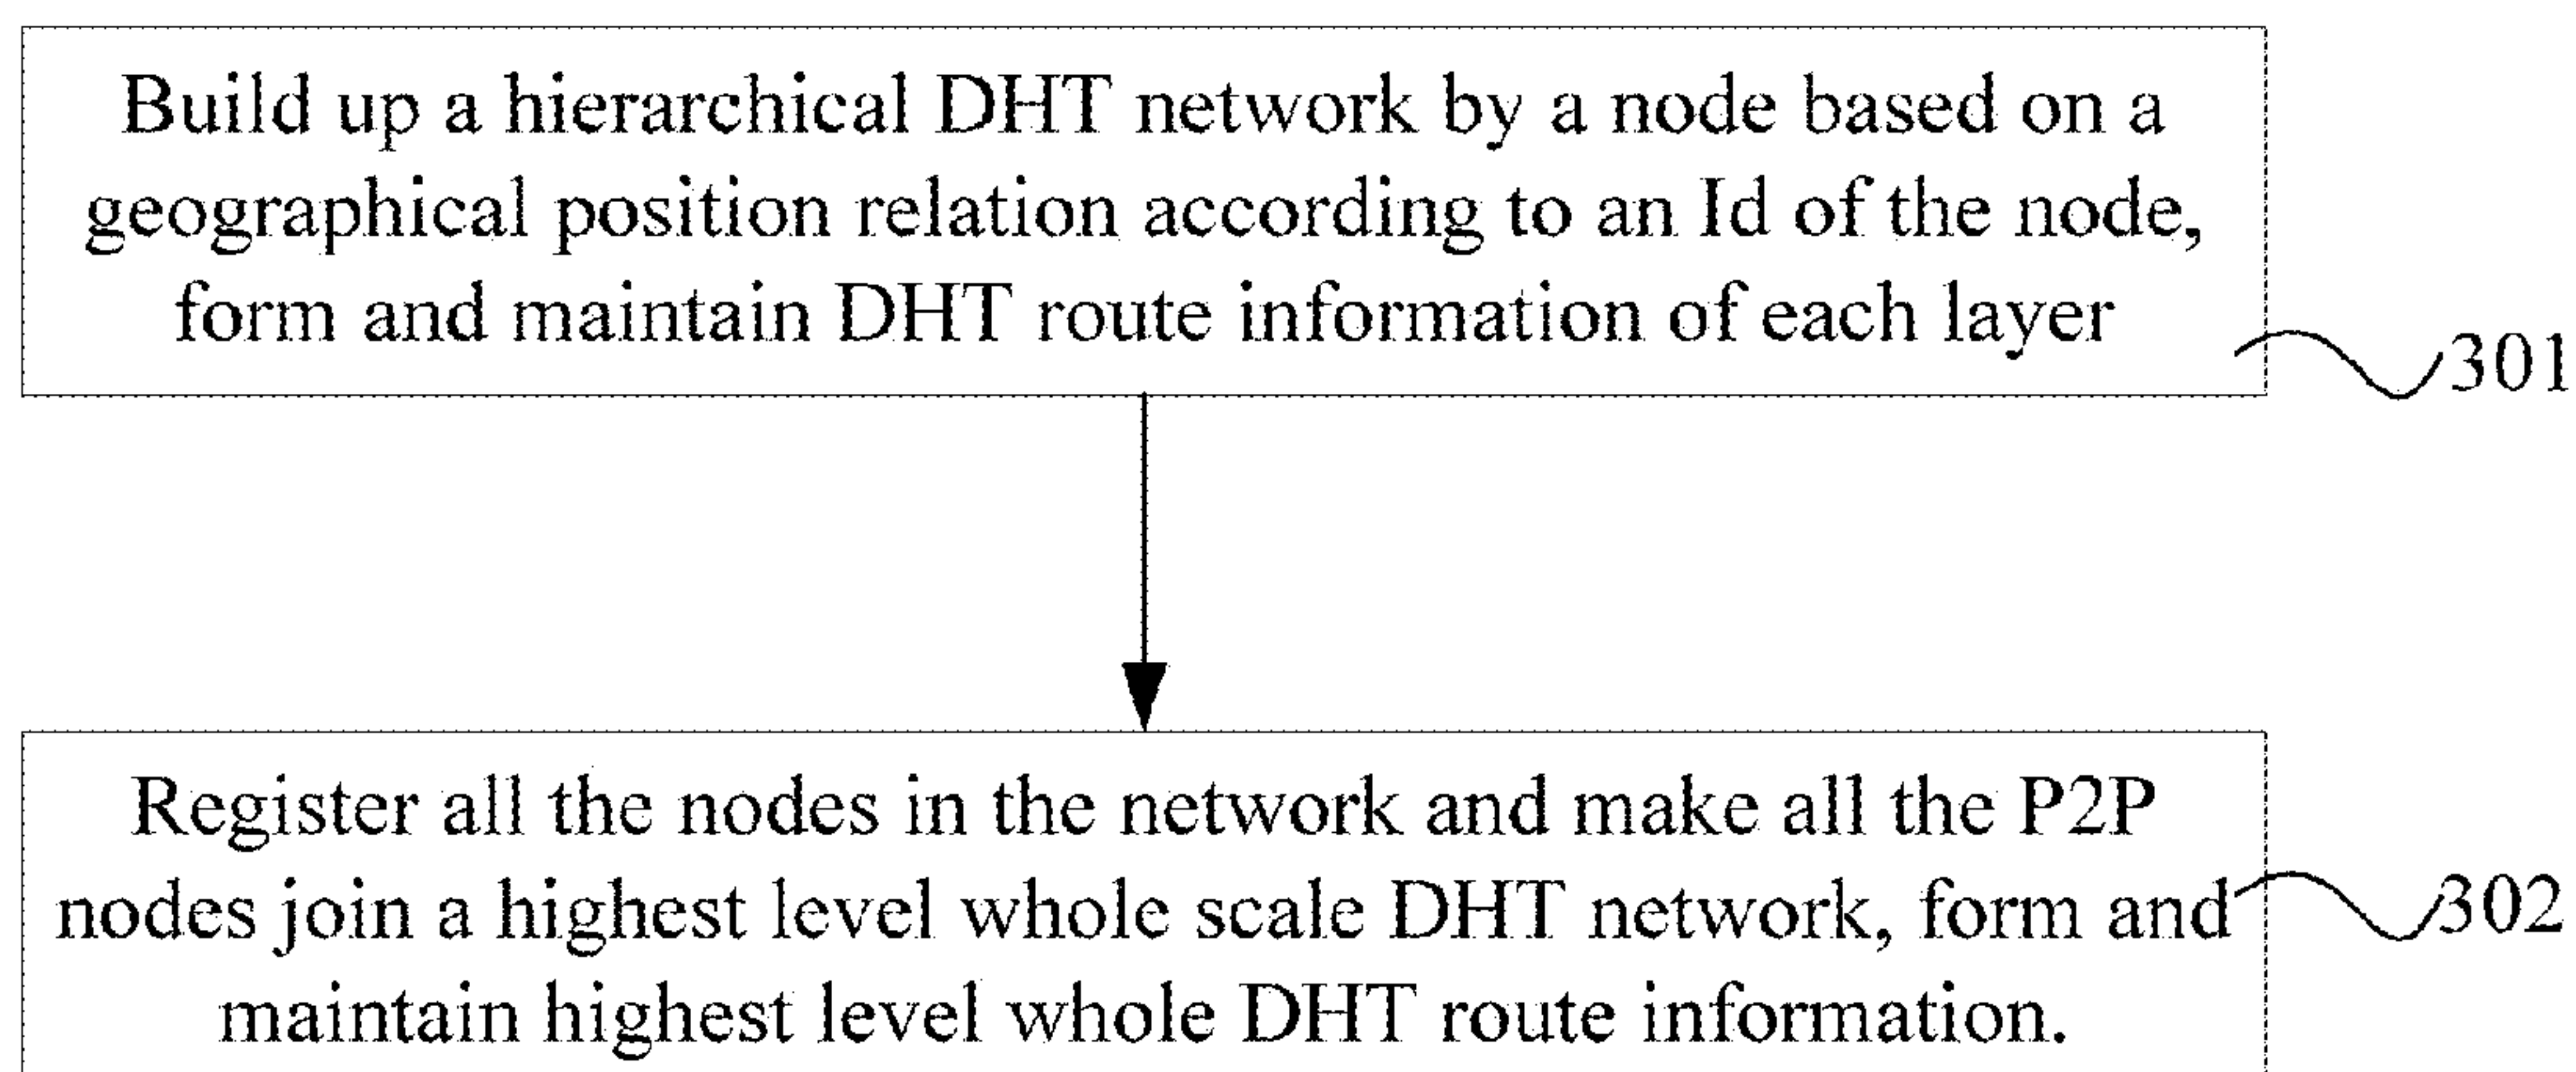 Build up a hierarchical DHT network by a node based on a
geographical position relation according to an Id of the node,
form and maintain DHT route information of each layer
301
Register all the nodes in the network and make all the P2P
nodes join a highest level whole scale DHT network, form and
maintain highest level whole DHT route information.
302